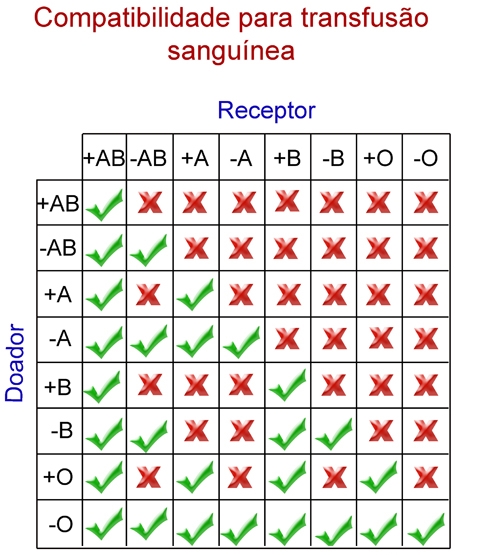 Compatibilidade para transfusão
sanguínea
Receptor
+AB -AB +A -A +B -B +O -O
Doador
+AB
-AB
+A
-A
+B
-B
+O
-O